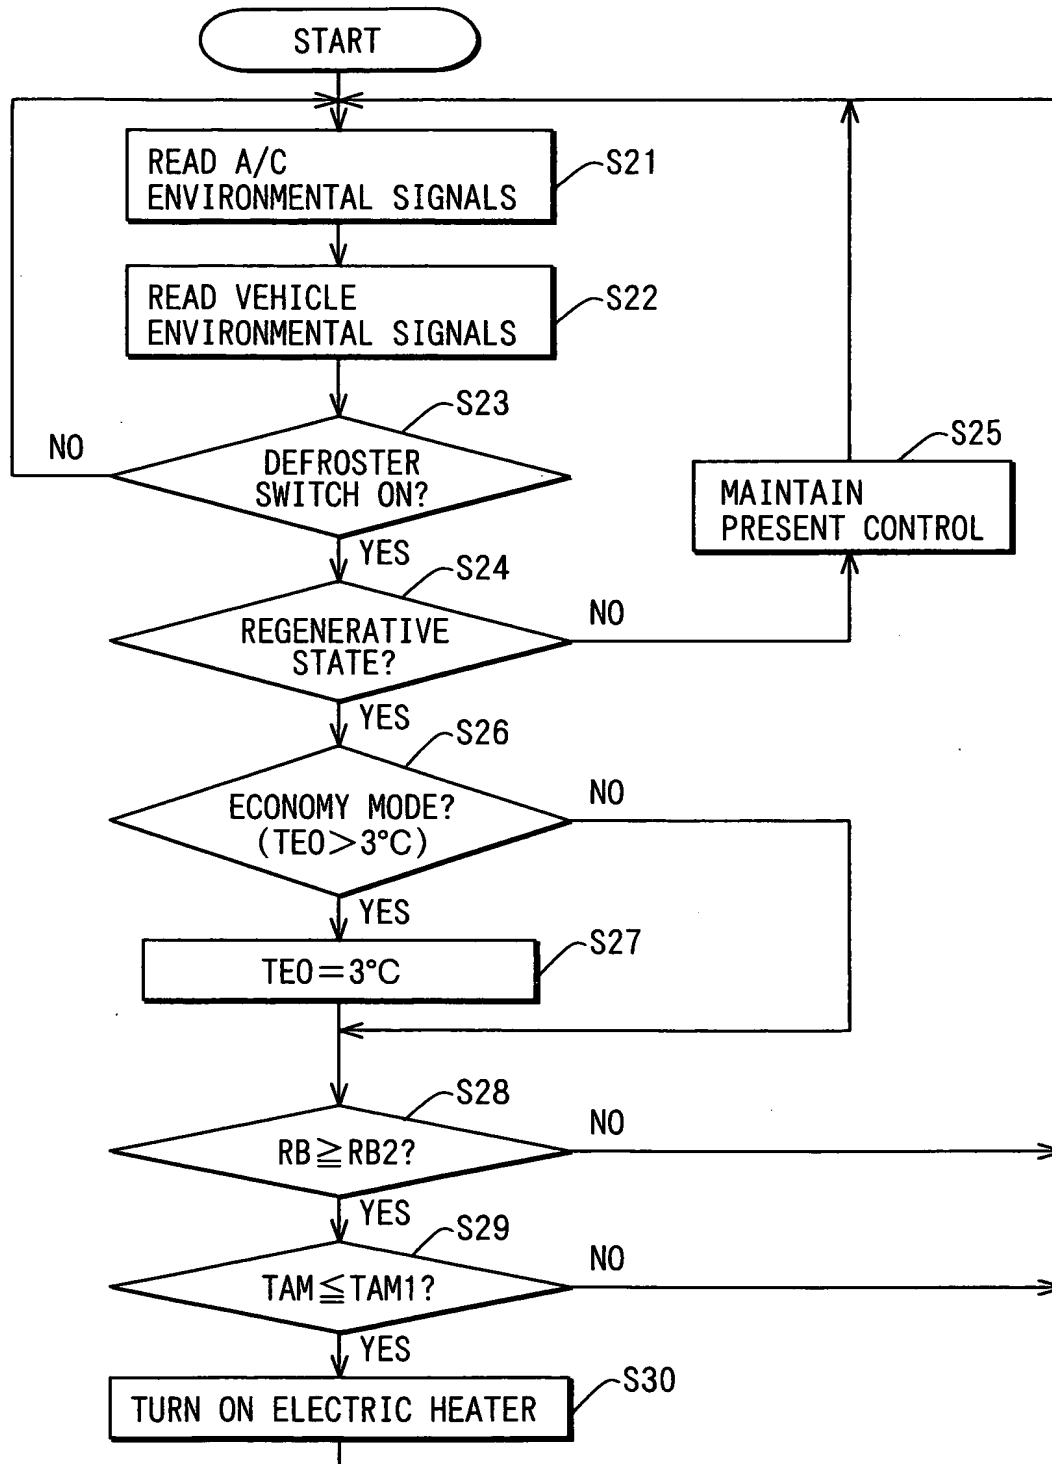 START
READ A/C
ENVIRONMENTAL SIGNALS
S21
READ VEHICLE
ENVIRONMENTAL SIGNALS
S22
S23
NO
DEFROSTER
SWITCH ON?
S25
MAINTAIN
PRESENT CONTROL
YES
S24
REGENERATIVE
STATE?
NO
YES
S26
ECONOMY MODE?
(TEO>3°C)
NO
YES
S27
TEO=3°C
S28
RB≧RB2?
NO
YES
S29
TAM≦TAM1?
NO
YES
S30
TURN ON ELECTRIC HEATER